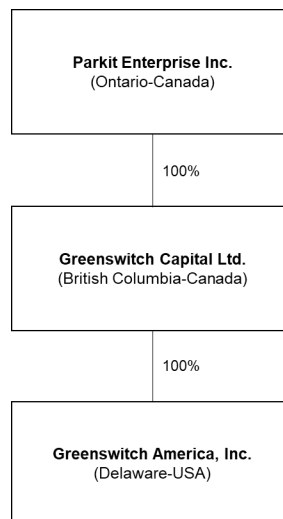 Parkit Enterprise Inc.
(Ontario-Canada)
100%
Greenswitch Capital Ltd.
(British Columbia-Canada)
100%
Greenswitch America, Inc.
(Delaware-USA)